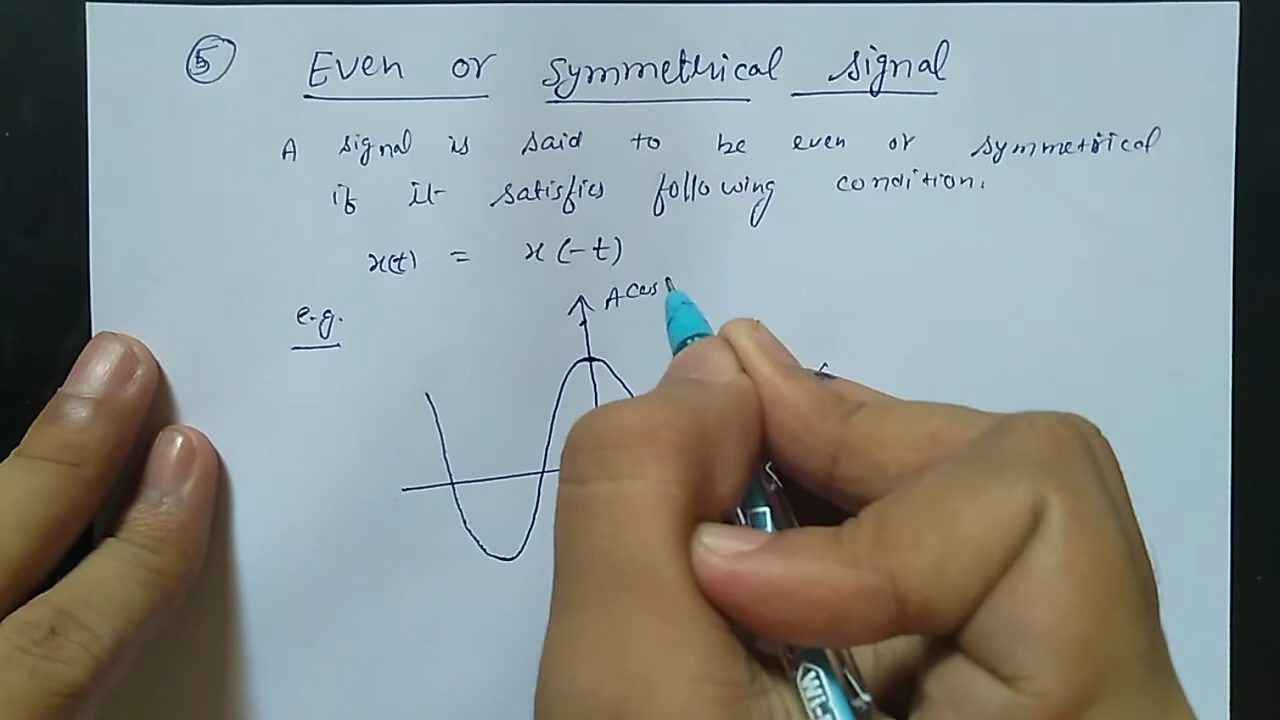 5 Even or symmetrical signal
A signal is said to be even or symmetrical
if it satisfies following condition.
x(t) = x(-t)
A cos
e.g.